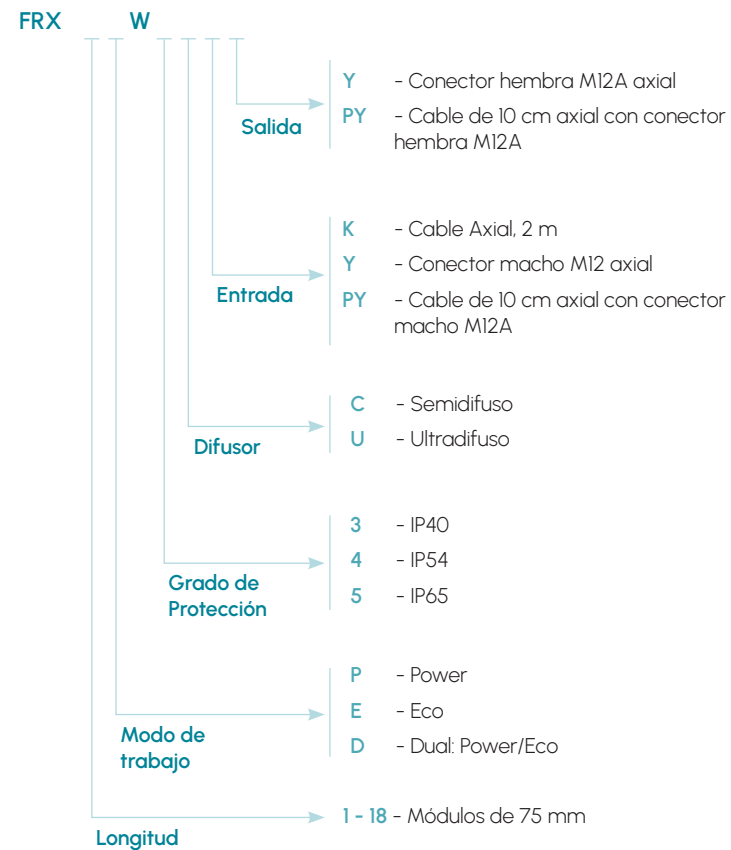 FRX W
Y - Conector hembra M12A axial
PY - Cable de 10 cm axial con conector
hembra M12A
Salida
K - Cable Axial, 2 m
Y - Conector macho M12 axial
PY - Cable de 10 cm axial con conector
macho M12A
Entrada
C - Semidifuso
U - Ultradifuso
Difusor
3 - IP40
4 - IP54
5 - IP65
Grado de
Protección
P - Power
E - Eco
D - Dual: Power/Eco
Modo de
trabajo
1 - 18 - Módulos de 75 mm
Longitud